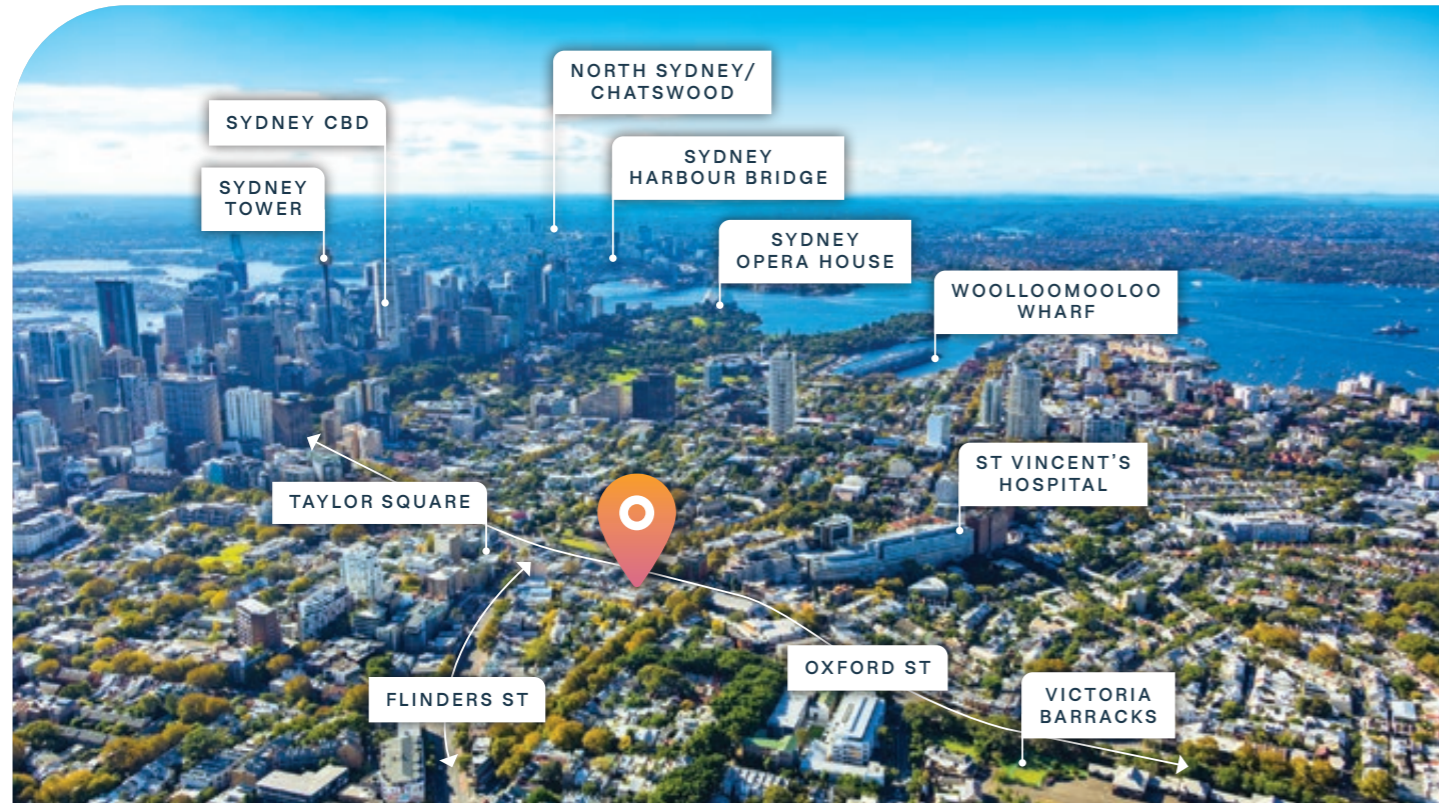 NORTH SYDNEY/
CHATSWOOD
SYDNEY CBD
SYDNEY
HARBOUR BRIDGE
SYDNEY
TOWER
SYDNEY
OPERA HOUSE
WOOLLOOMOOLOO
WHARF
ST VINCENT’S
HOSPITAL
TAYLOR SQUARE
OXFORD ST
FLINDERS ST
VICTORIA
BARRACKS